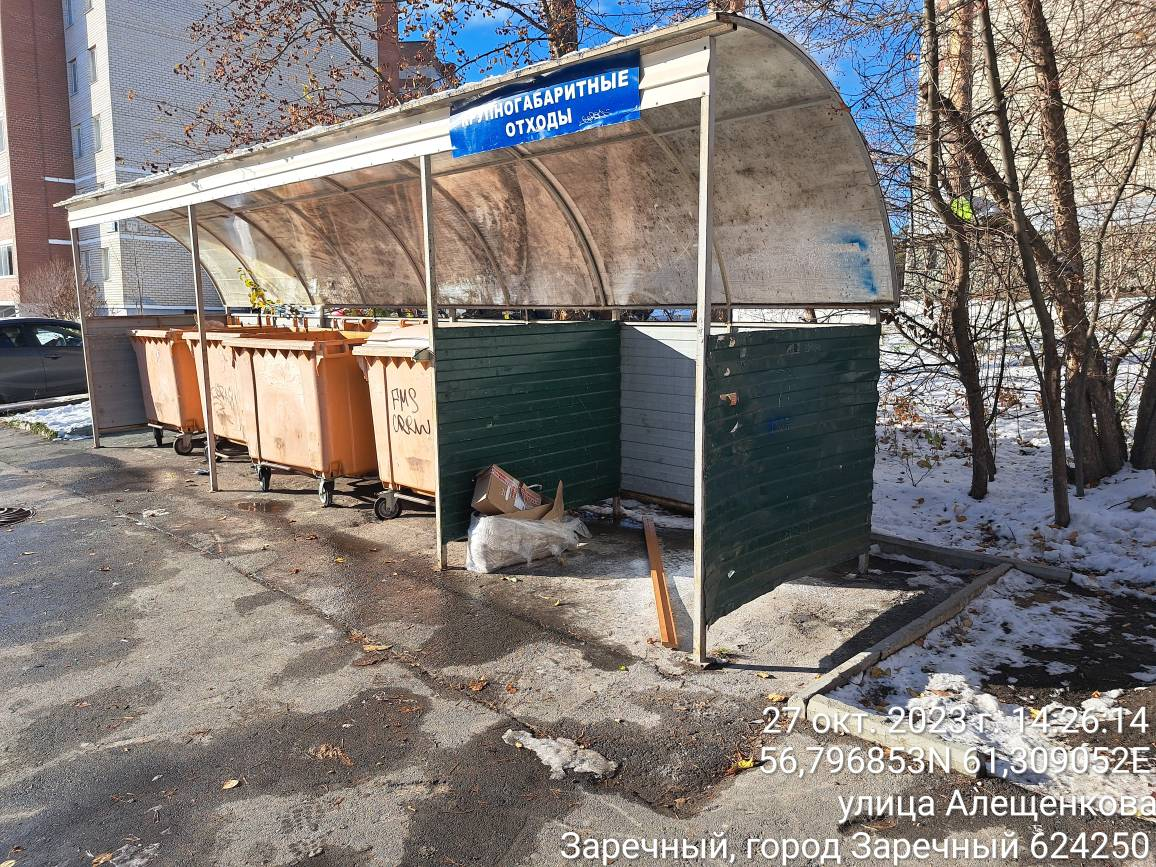 КРУПНОГАБАРИТНЫЕ
ОТХОДЫ
FMS
CRKW
27 окт. 2023 г. 14:26:14
56,796853N 61,309052E
улица Алещенкова
Заречный, город Заречный 624250